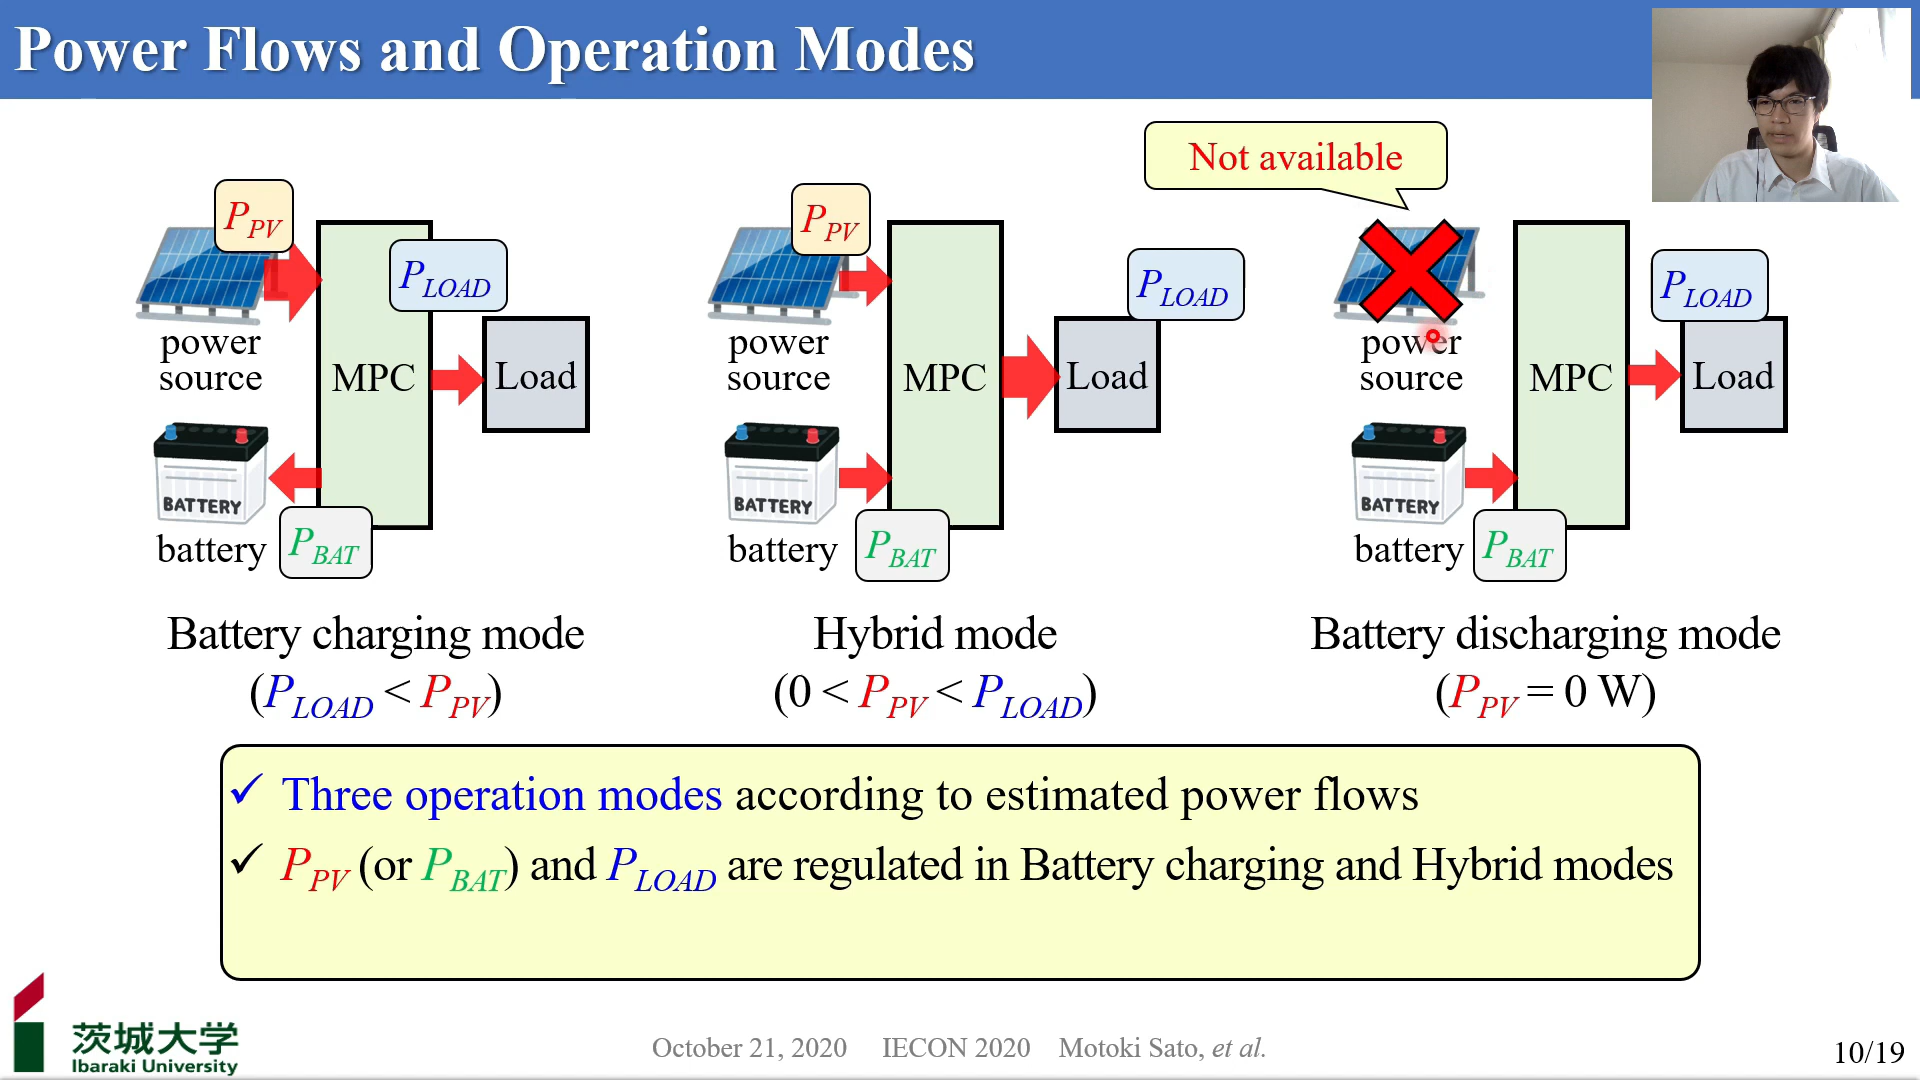 Power Flows and Operation Modes
Not available
P_PV
P_LOAD
power
source
MPC
Load
BATTERY
battery
P_BAT
P_PV
P_LOAD
power
source
MPC
Load
BATTERY
battery
P_BAT
P_LOAD
power
source
MPC
Load
BATTERY
battery
P_BAT
Battery charging mode
(P_LOAD < P_PV)
Hybrid mode
(0 < P_PV < P_LOAD)
Battery discharging mode
(P_PV = 0 W)
✓ Three operation modes according to estimated power flows
✓ P_PV (or P_BAT) and P_LOAD are regulated in Battery charging and Hybrid modes
茨城大学
Ibaraki University
October 21, 2020 IECON 2020 Motoki Sato, et al.
10/19